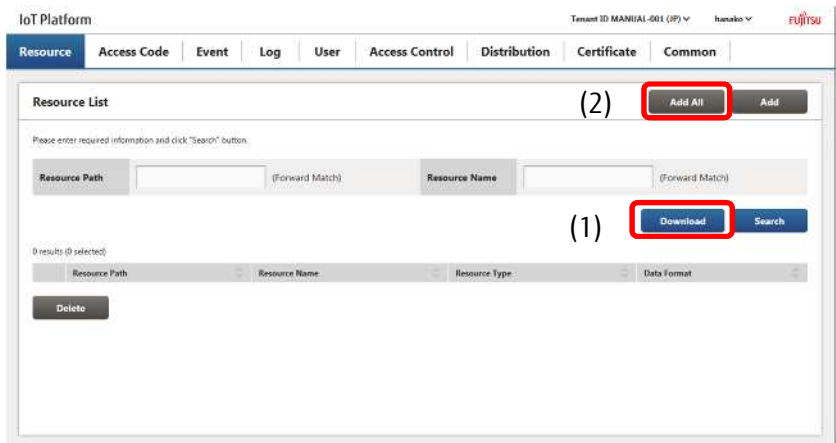 IoT Platform Tenant ID MANUAL-001 (JP) hanako FUJITSU
Resource Access Code Event Log User Access Control Distribution Certificate Common
Resource List (2) Add All Add
Please enter required information and click "Search" button.
Resource Path (Forward Match) Resource Name (Forward Match)
(1) Download Search
0 results (0 selected)
Resource Path Resource Name Resource Type Data Format
Delete